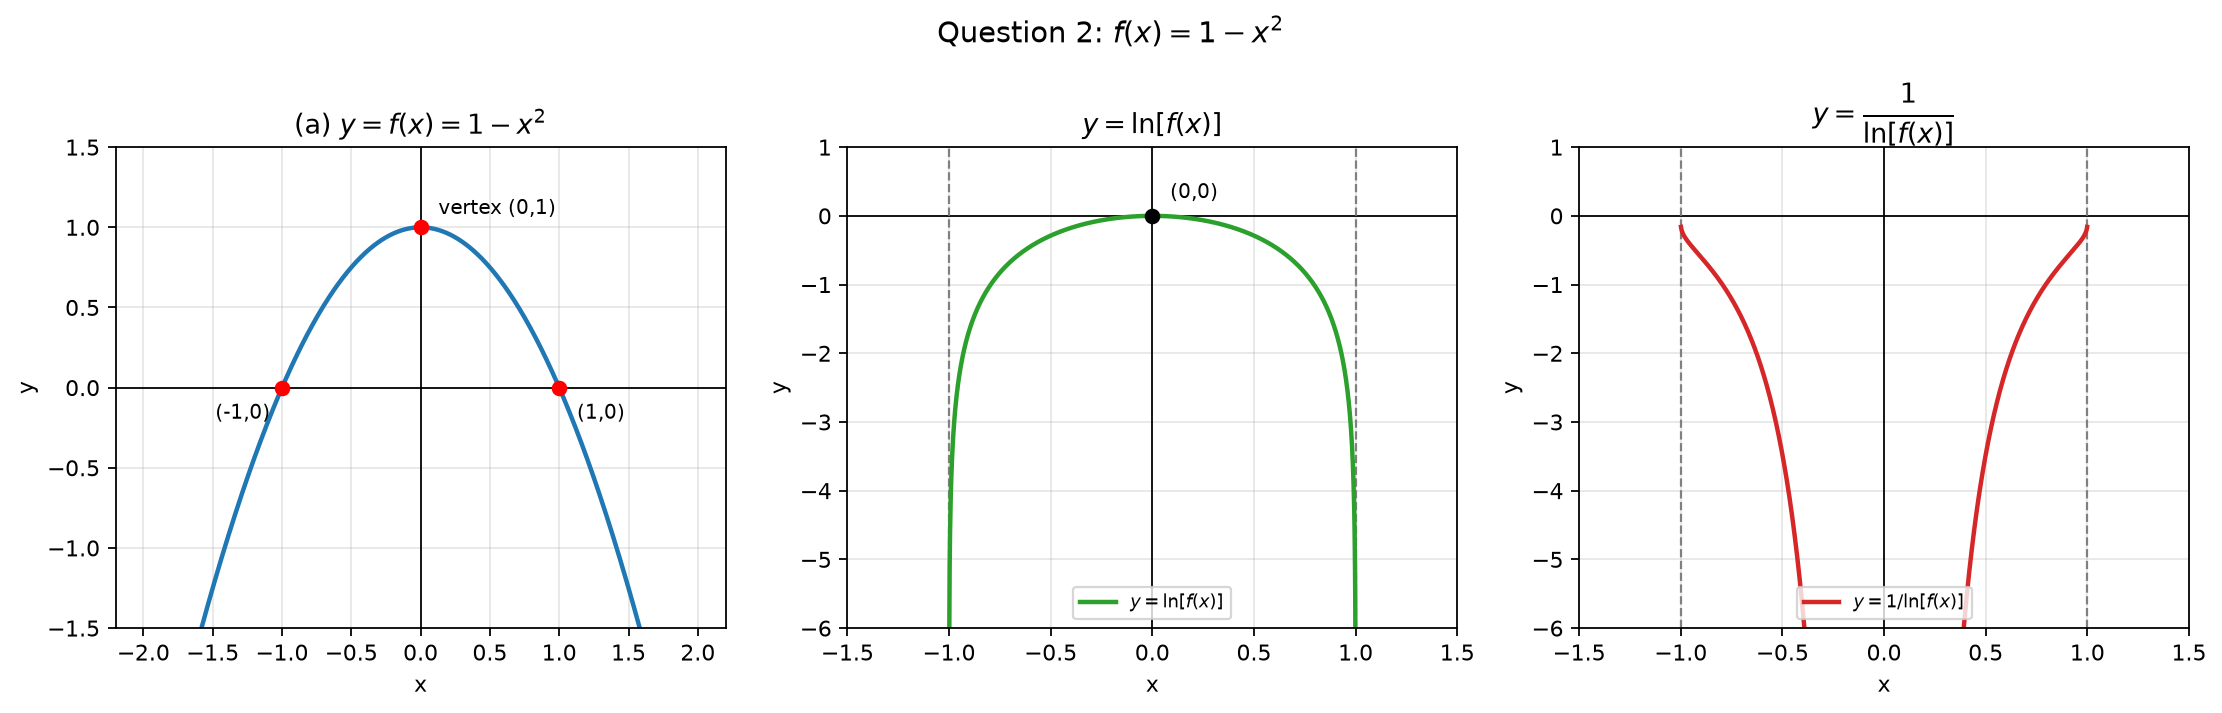 Question 2: f(x) = 1 − x²
(a) y = f(x) = 1 − x²
1.5
1.0
0.5
0.0
−0.5
−1.0
−1.5
y
vertex (0,1)
(-1,0)
(1,0)
−2.0 −1.5 −1.0 −0.5 0.0 0.5 1.0 1.5 2.0
x
y = ln[f(x)]
1
0
−1
−2
−3
−4
−5
−6
y
(0,0)
y = ln[f(x)]
−1.5 −1.0 −0.5 0.0 0.5 1.0 1.5
x
y = 1/ln[f(x)]
1
0
−1
−2
−3
−4
−5
−6
y
y = 1/ln[f(x)]
−1.5 −1.0 −0.5 0.0 0.5 1.0 1.5
x